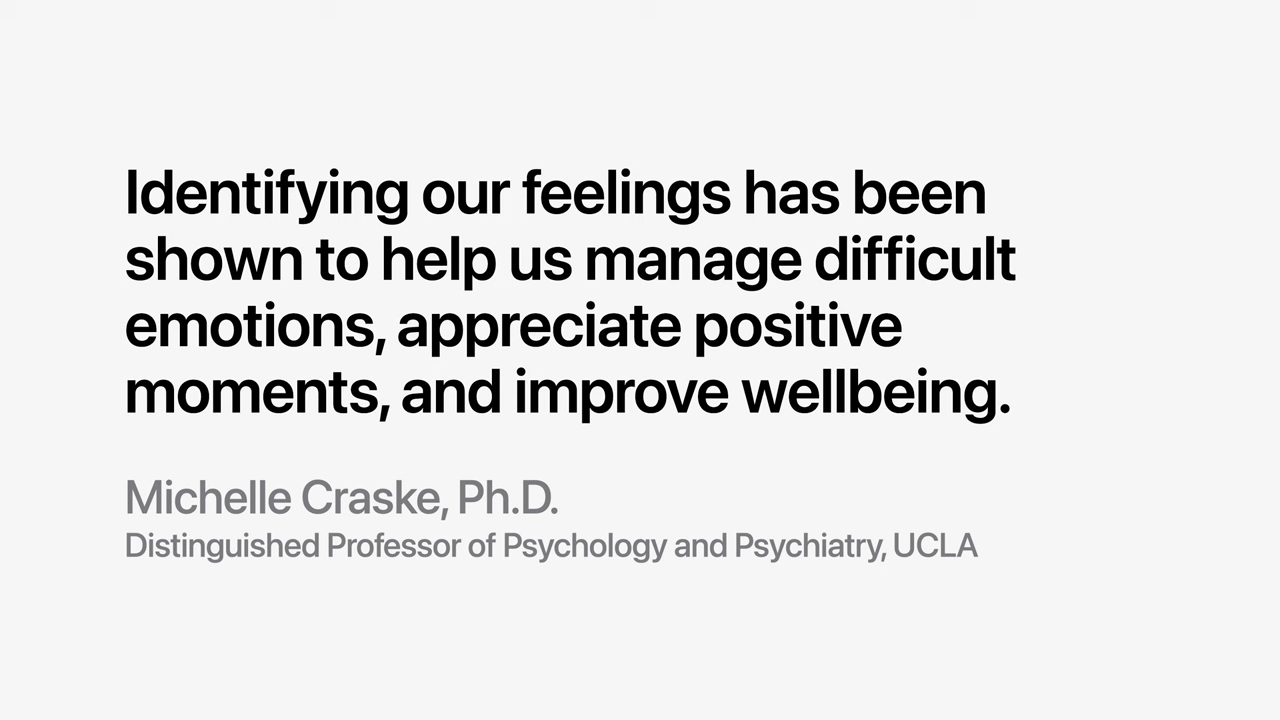 Identifying our feelings has been
shown to help us manage difficult
emotions, appreciate positive
moments, and improve wellbeing.
Michelle Craske, Ph.D.
Distinguished Professor of Psychology and Psychiatry, UCLA